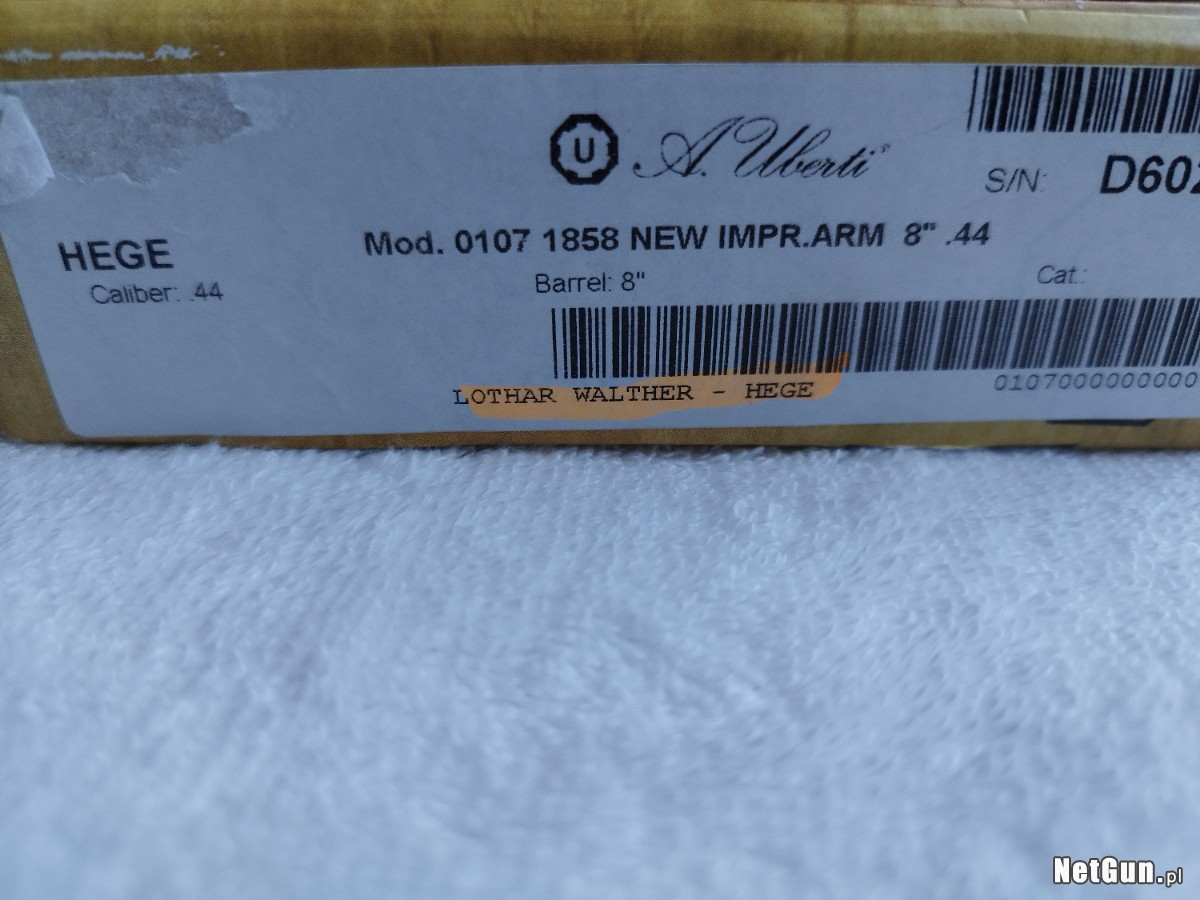 U A. Uberti®
S/N: D602
HEGE
Mod. 0107 1858 NEW IMPR.ARM 8" .44
Caliber: .44
Barrel: 8"
Cat.:
0107000000000
LOTHAR WALTHER - HEGE
NetGun.pl